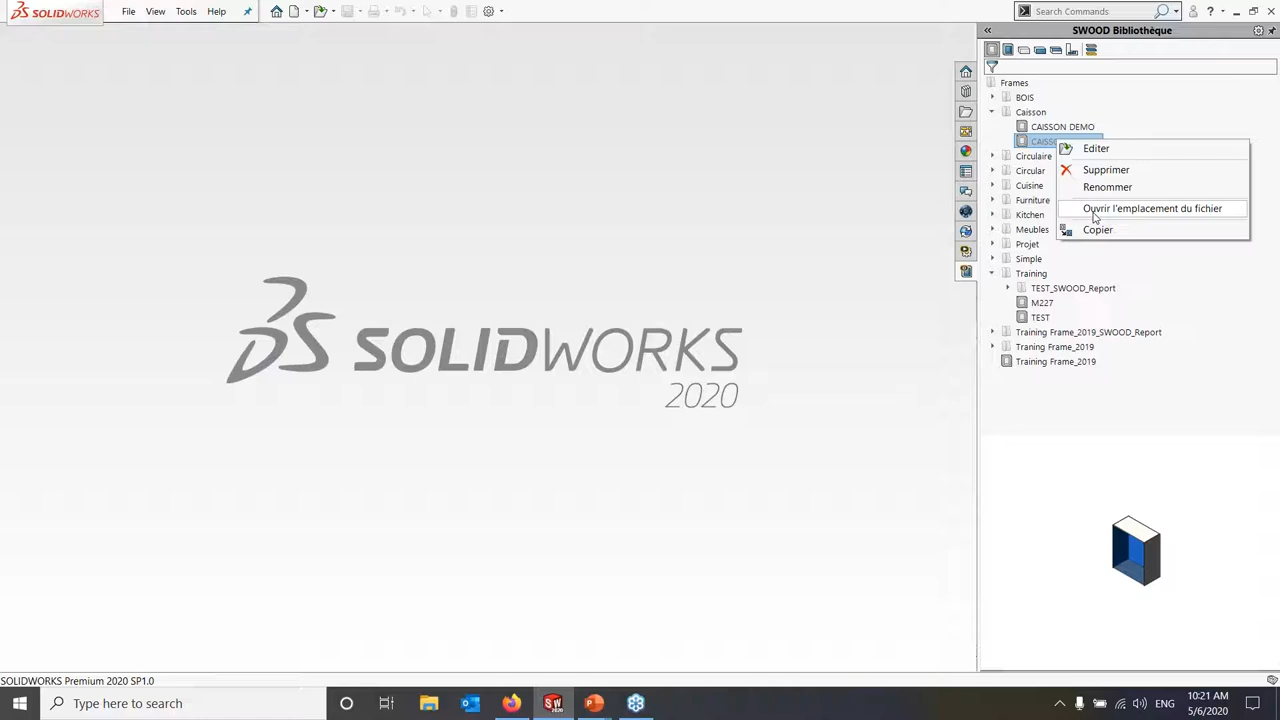 SOLIDWORKS
File View Tools Help
Search Commands
SWOOD Bibliothèque
Frames
BOIS
Caisson
CAISSON DEMO
Editer
Circulaire
Supprimer
Circular
Cuisine
Renommer
Furniture
Ouvrir l'emplacement du fichier
Kitchen
Meubles
Copier
Projet
Simple
Training
TEST_SWOOD_Report
M227
TEST
Training Frame_2019_SWOOD_Report
Traning Frame_2019
Training Frame_2019
SOLIDWORKS
2020
SOLIDWORKS Premium 2020 SP1.0
Type here to search
ENG
10:21 AM
5/6/2020